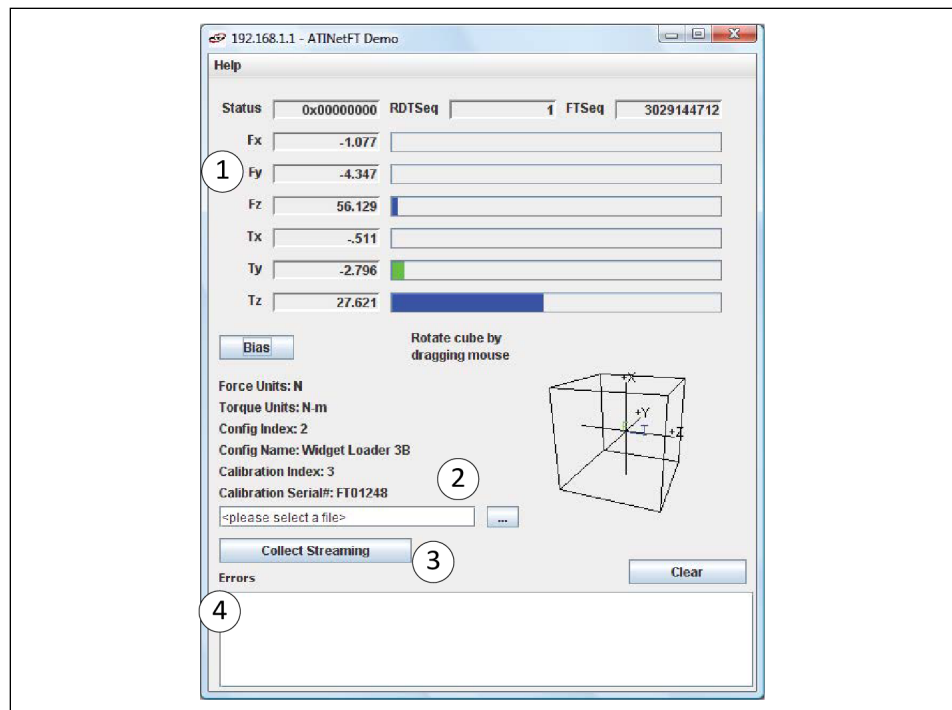 192.168.1.1 - ATINetFT Demo
Help
Status 0x00000000 RDTSeq 1 FTSeq 3029144712
Fx -1.077
1 Fy -4.347
Fz 56.129
Tx -.511
Ty -2.796
Tz 27.621
Bias
Rotate cube by
dragging mouse
Force Units: N
Torque Units: N-m
Config Index: 2
Config Name: Widget Loader 3B
Calibration Index: 3
Calibration Serial#: FT01248
2
<please select a file> ...
+X
+Y
T
+Z
Collect Streaming
3
Clear
Errors
4